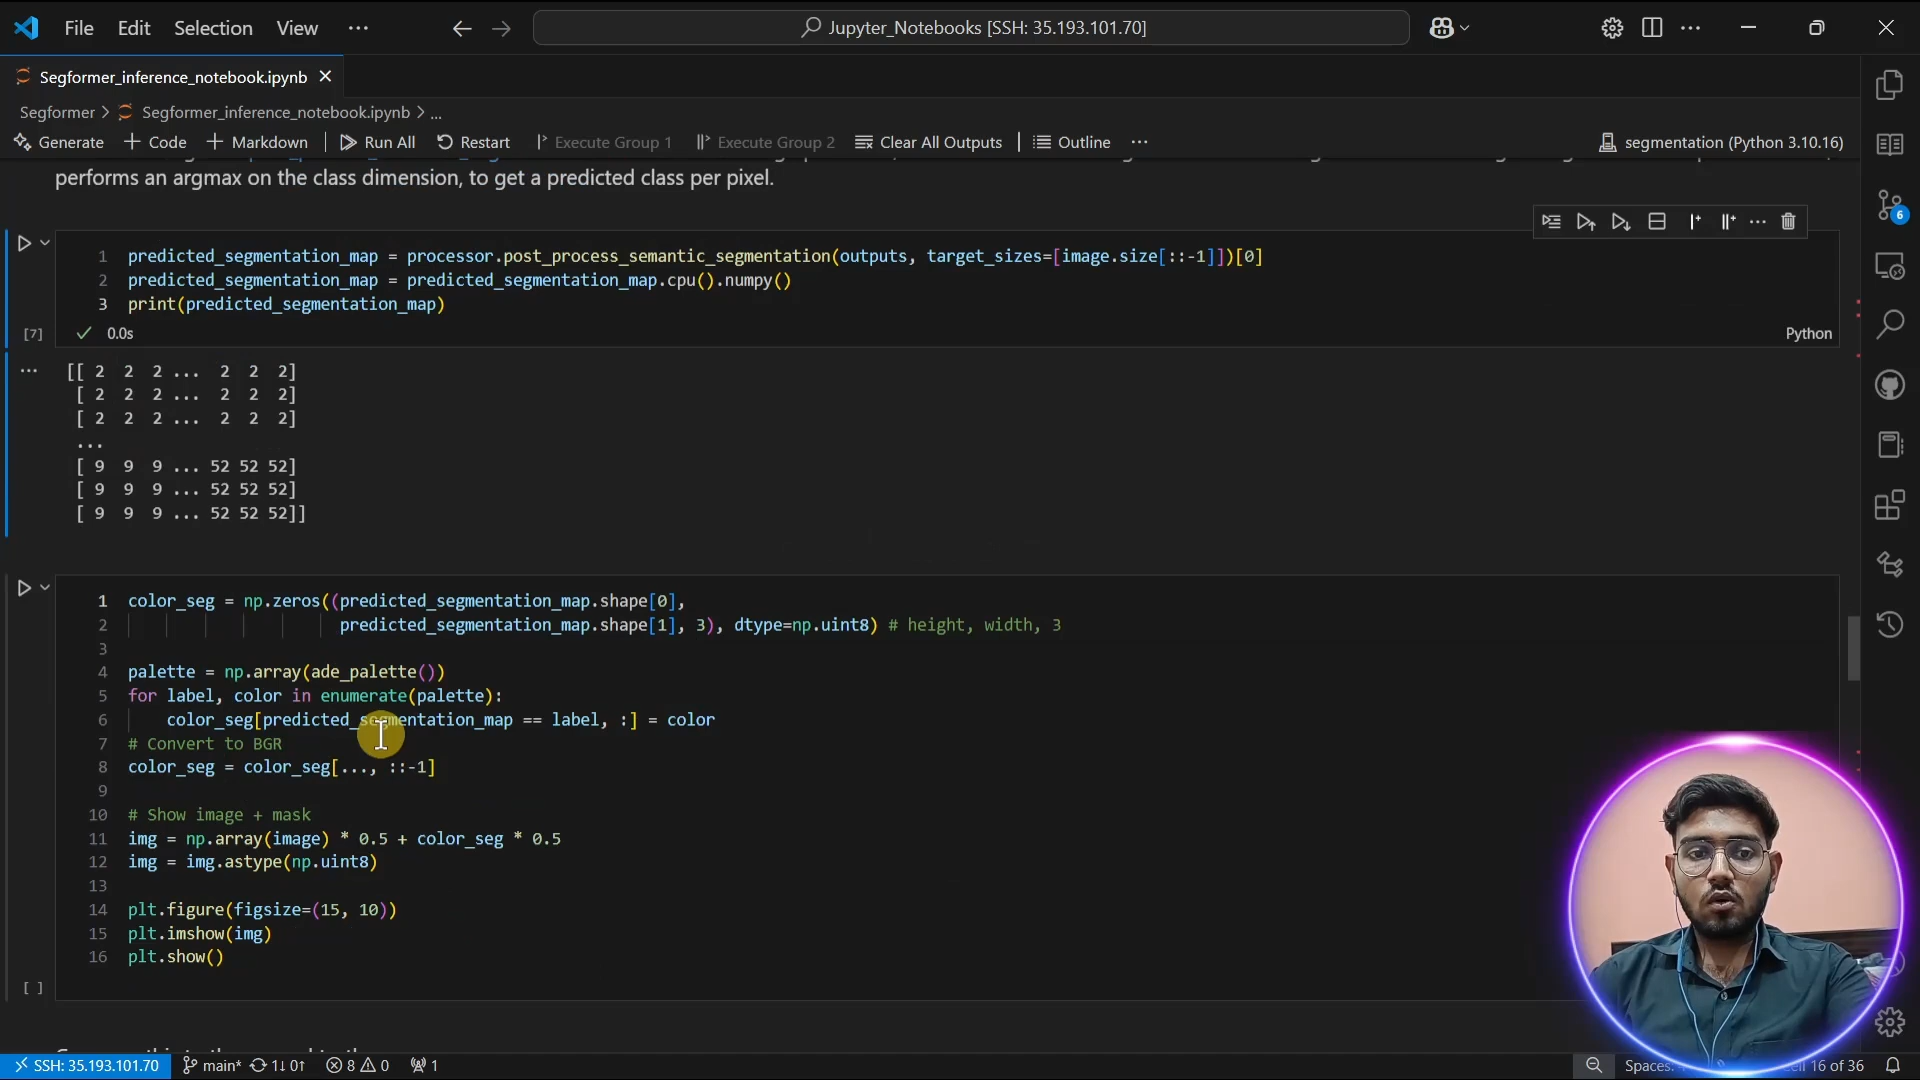 File Edit Selection View ...
Jupyter_Notebooks [SSH: 35.193.101.70]
Segformer_inference_notebook.ipynb
Segformer > Segformer_inference_notebook.ipynb > ...
Generate + Code + Markdown Run All Restart Execute Group 1 Execute Group 2 Clear All Outputs Outline ... segmentation (Python 3.10.16)
performs an argmax on the class dimension, to get a predicted class per pixel.
1 predicted_segmentation_map = processor.post_process_semantic_segmentation(outputs, target_sizes=[image.size[::-1]])[0]
2 predicted_segmentation_map = predicted_segmentation_map.cpu().numpy()
3 print(predicted_segmentation_map)
[7] 0.0s Python
[[ 2 2 2 ... 2 2 2]
[ 2 2 2 ... 2 2 2]
[ 2 2 2 ... 2 2 2]
...
[ 9 9 9 ... 52 52 52]
[ 9 9 9 ... 52 52 52]
[ 9 9 9 ... 52 52 52]]
1 color_seg = np.zeros((predicted_segmentation_map.shape[0],
2 predicted_segmentation_map.shape[1], 3), dtype=np.uint8) # height, width, 3
3
4 palette = np.array(ade_palette())
5 for label, color in enumerate(palette):
6 color_seg[predicted_segmentation_map == label, :] = color
7 # Convert to BGR
8 color_seg = color_seg[..., ::-1]
9
10 # Show image + mask
11 img = np.array(image) * 0.5 + color_seg * 0.5
12 img = img.astype(np.uint8)
13
14 plt.figure(figsize=(15, 10))
15 plt.imshow(img)
16 plt.show()
[ ]
6
SSH: 35.193.101.70 main* 1↓ 0↑ 8 0 1 Spaces: 16 of 36